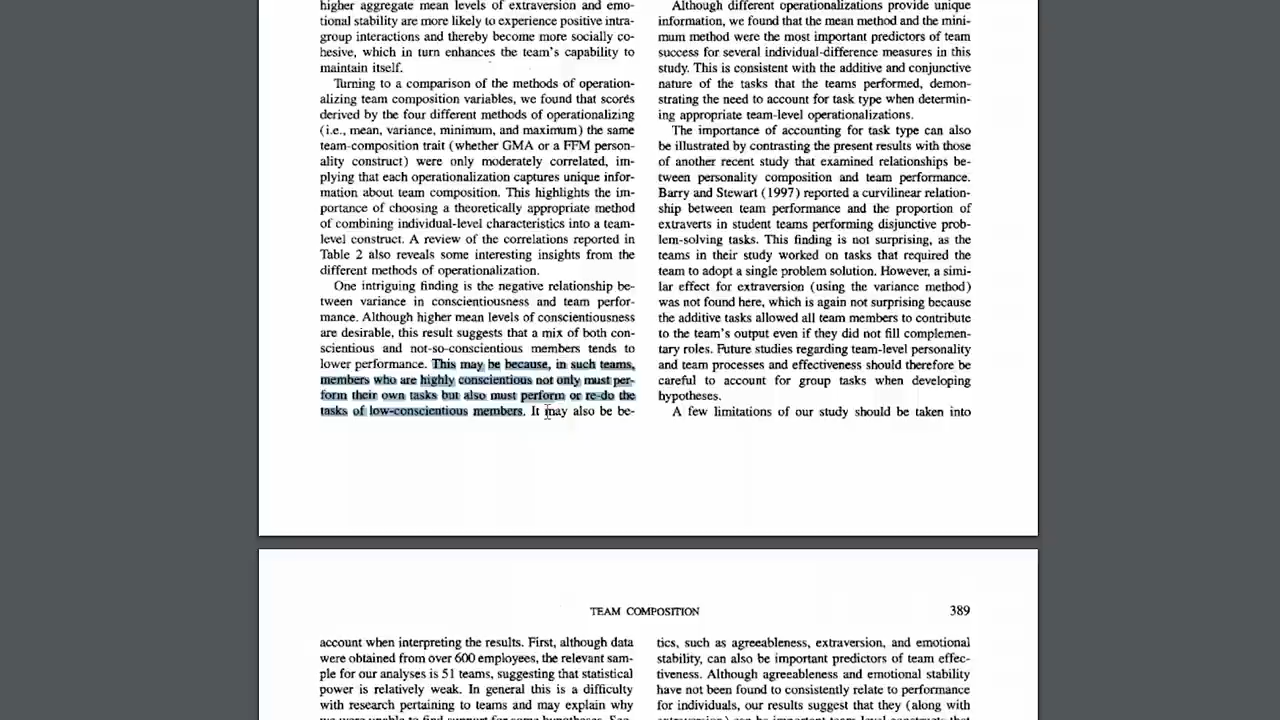 higher aggregate mean levels of extraversion and emo-
tional stability are more likely to experience positive intra-
group interactions and thereby become more socially co-
hesive, which in turn enhances the team's capability to
maintain itself.
Turning to a comparison of the methods of operation-
alizing team composition variables, we found that scores
derived by the four different methods of operationalizing
(i.e., mean, variance, minimum, and maximum) the same
team-composition trait (whether GMA or a FFM person-
ality construct) were only moderately correlated, im-
plying that each operationalization captures unique infor-
mation about team composition. This highlights the im-
portance of choosing a theoretically appropriate method
of combining individual-level characteristics into a team-
level construct. A review of the correlations reported in
Table 2 also reveals some interesting insights from the
different methods of operationalization.
One intriguing finding is the negative relationship be-
tween variance in conscientiousness and team perfor-
mance. Although higher mean levels of conscientiousness
are desirable, this result suggests that a mix of both con-
scientious and not-so-conscientious members tends to
lower performance. This may be because, in such teams,
members who are highly conscientious not only must per-
form their own tasks but also must perform or re-do the
tasks of low-conscientious members. It may also be be-
Although different operationalizations provide unique
information, we found that the mean method and the mini-
mum method were the most important predictors of team
success for several individual-difference measures in this
study. This is consistent with the additive and conjunctive
nature of the tasks that the teams performed, demon-
strating the need to account for task type when determin-
ing appropriate team-level operationalizations.
The importance of accounting for task type can also
be illustrated by contrasting the present results with those
of another recent study that examined relationships be-
tween personality composition and team performance.
Barry and Stewart (1997) reported a curvilinear relation-
ship between team performance and the proportion of
extraverts in student teams performing disjunctive prob-
lem-solving tasks. This finding is not surprising, as the
teams in their study worked on tasks that required the
team to adopt a single problem solution. However, a simi-
lar effect for extraversion (using the variance method)
was not found here, which is again not surprising because
the additive tasks allowed all team members to contribute
to the team's output even if they did not fill complemen-
tary roles. Future studies regarding team-level personality
and team processes and effectiveness should therefore be
careful to account for group tasks when developing
hypotheses.
A few limitations of our study should be taken into
TEAM COMPOSITION
389
account when interpreting the results. First, although data
were obtained from over 600 employees, the relevant sam-
ple for our analyses is 51 teams, suggesting that statistical
power is relatively weak. In general this is a difficulty
with research pertaining to teams and may explain why
tics, such as agreeableness, extraversion, and emotional
stability, can also be important predictors of team effec-
tiveness. Although agreeableness and emotional stability
have not been found to consistently relate to performance
for individuals, our results suggest that they (along with